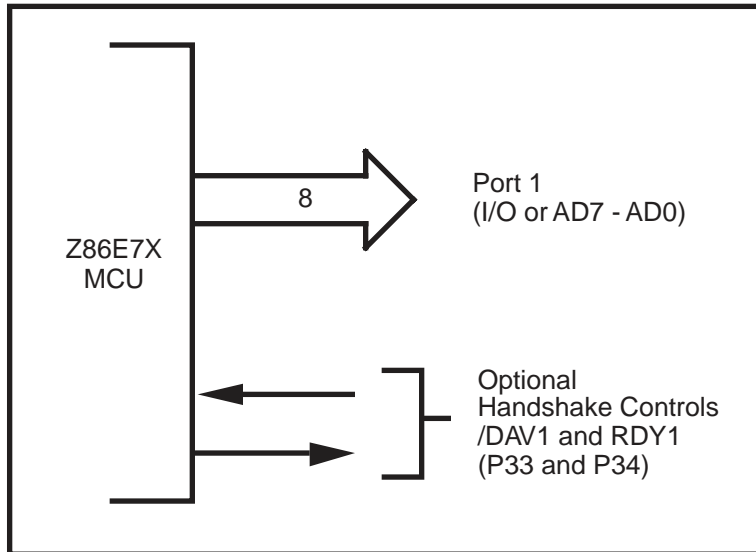 Z86E7X
MCU
8
Port 1
(I/O or AD7 - AD0)
Optional
Handshake Controls
/DAV1 and RDY1
(P33 and P34)